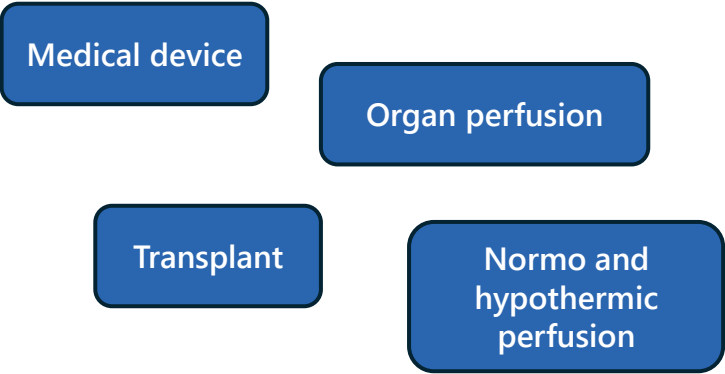 Medical device
Organ perfusion
Transplant
Normo and
hypothermic
perfusion